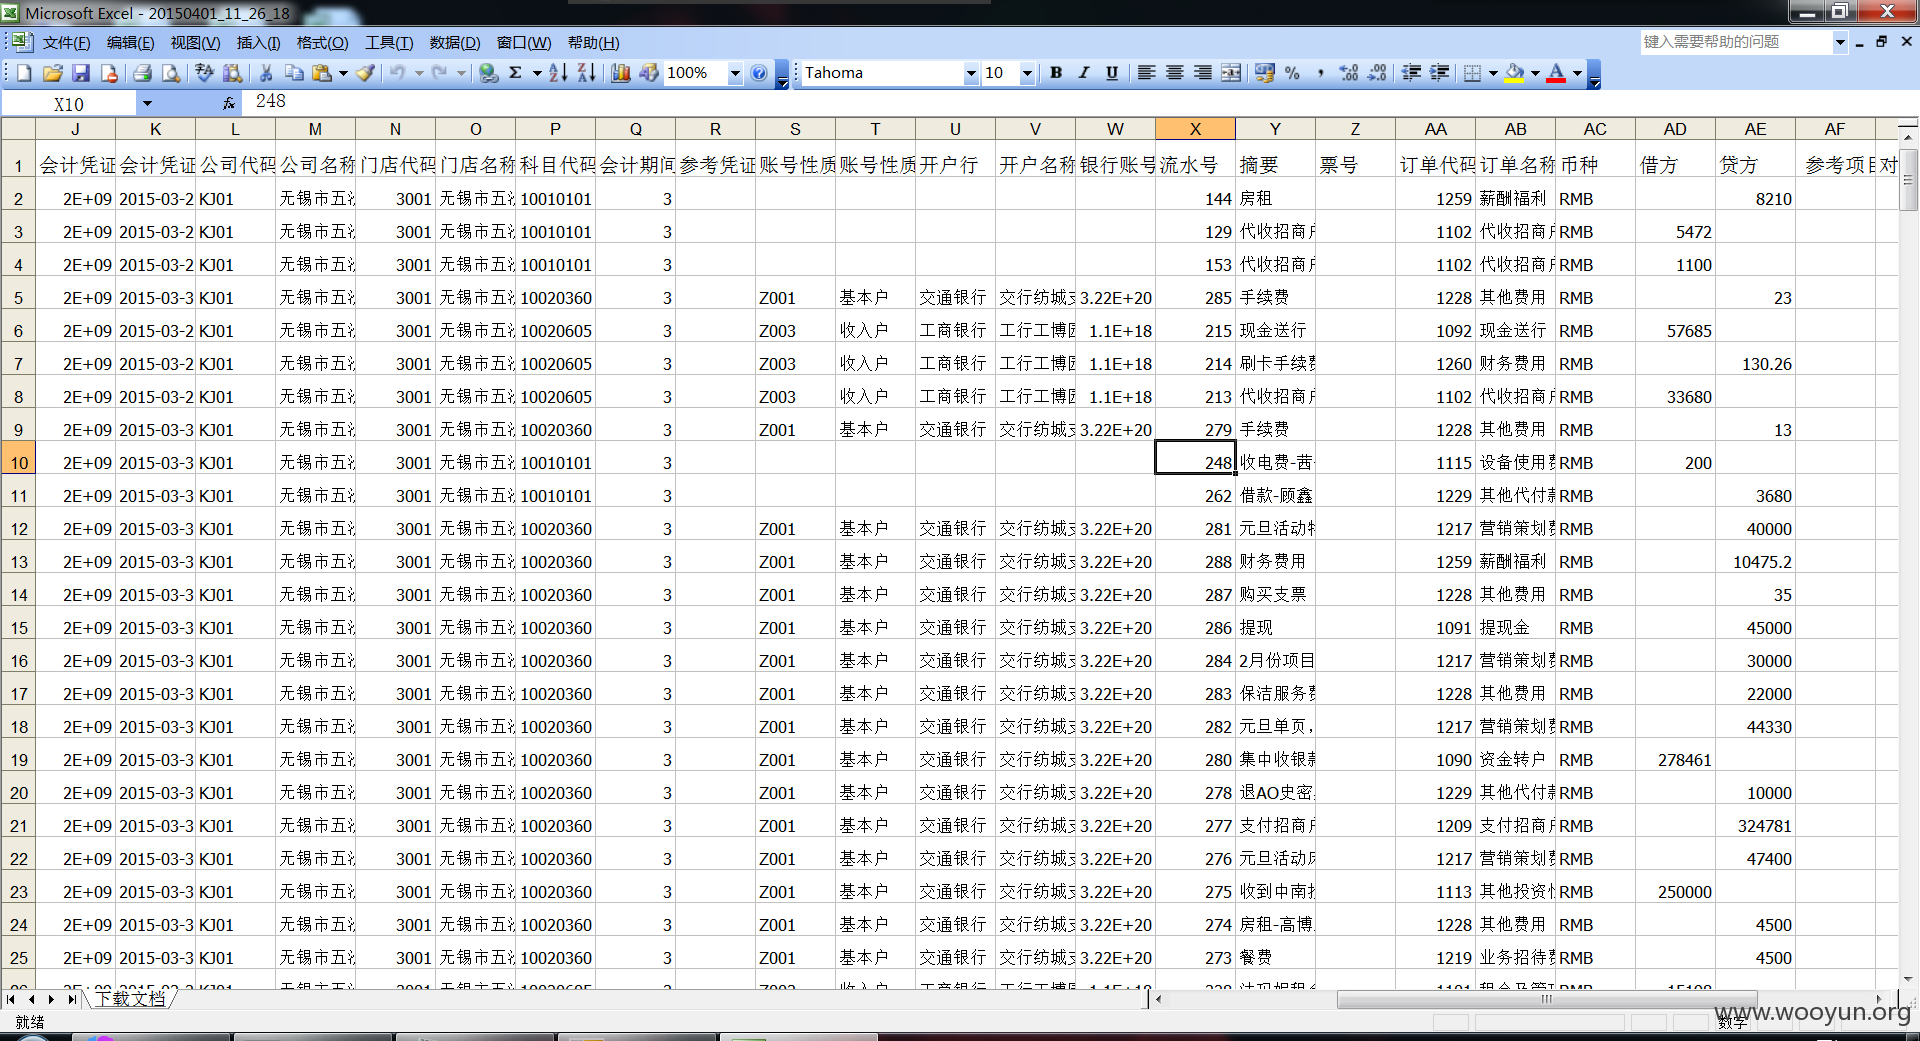 Microsoft Excel - 20150401_11_26_18
文件(F) 编辑(E) 视图(V) 插入(I) 格式(O) 工具(T) 数据(D) 窗口(W) 帮助(H) 键入需要帮助的问题
100% Tahoma 10 B I U
X10 fx 248
J K L M N O P Q R S T U V W X Y Z AA AB AC AD AE AF
1 会计凭证 会计凭证 公司代码 公司名称 门店代码 门店名称 科目代码 会计期间 参考凭证 账号性质 账号性质 开户行 开户名称 银行账号 流水号 摘要 票号 订单代码 订单名称 币种 借方 贷方 参考项目 对
2 2E+09 2015-03-2 KJ01 无锡市五 3001 无锡市五 10010101 3 144 房租 1259 薪酬福利 RMB 8210
3 2E+09 2015-03-2 KJ01 无锡市五 3001 无锡市五 10010101 3 129 代收招商 1102 代收招商 RMB 5472
4 2E+09 2015-03-2 KJ01 无锡市五 3001 无锡市五 10010101 3 153 代收招商 1102 代收招商 RMB 1100
5 2E+09 2015-03-3 KJ01 无锡市五 3001 无锡市五 10020360 3 Z001 基本户 交通银行 交行纺城 3.22E+20 285 手续费 1228 其他费用 RMB 23
6 2E+09 2015-03-2 KJ01 无锡市五 3001 无锡市五 10020605 3 Z003 收入户 工商银行 工行工博 1.1E+18 215 现金送行 1092 现金送行 RMB 57685
7 2E+09 2015-03-2 KJ01 无锡市五 3001 无锡市五 10020605 3 Z003 收入户 工商银行 工行工博 1.1E+18 214 刷卡手续费 1260 财务费用 RMB 130.26
8 2E+09 2015-03-2 KJ01 无锡市五 3001 无锡市五 10020605 3 Z003 收入户 工商银行 工行工博 1.1E+18 213 代收招商 1102 代收招商 RMB 33680
9 2E+09 2015-03-3 KJ01 无锡市五 3001 无锡市五 10020360 3 Z001 基本户 交通银行 交行纺城 3.22E+20 279 手续费 1228 其他费用 RMB 13
10 2E+09 2015-03-3 KJ01 无锡市五 3001 无锡市五 10010101 3 248 收电费-茜 1115 设备使用费 RMB 200
11 2E+09 2015-03-3 KJ01 无锡市五 3001 无锡市五 10010101 3 262 借款-顾鑫 1229 其他代付款 RMB 3680
12 2E+09 2015-03-3 KJ01 无锡市五 3001 无锡市五 10020360 3 Z001 基本户 交通银行 交行纺城 3.22E+20 281 元旦活动 1217 营销策划费 RMB 40000
13 2E+09 2015-03-3 KJ01 无锡市五 3001 无锡市五 10020360 3 Z001 基本户 交通银行 交行纺城 3.22E+20 288 财务费用 1259 薪酬福利 RMB 10475.2
14 2E+09 2015-03-3 KJ01 无锡市五 3001 无锡市五 10020360 3 Z001 基本户 交通银行 交行纺城 3.22E+20 287 购买支票 1228 其他费用 RMB 35
15 2E+09 2015-03-3 KJ01 无锡市五 3001 无锡市五 10020360 3 Z001 基本户 交通银行 交行纺城 3.22E+20 286 提现 1091 提现金 RMB 45000
16 2E+09 2015-03-3 KJ01 无锡市五 3001 无锡市五 10020360 3 Z001 基本户 交通银行 交行纺城 3.22E+20 284 2月份项目 1217 营销策划费 RMB 30000
17 2E+09 2015-03-3 KJ01 无锡市五 3001 无锡市五 10020360 3 Z001 基本户 交通银行 交行纺城 3.22E+20 283 保洁服务费 1228 其他费用 RMB 22000
18 2E+09 2015-03-3 KJ01 无锡市五 3001 无锡市五 10020360 3 Z001 基本户 交通银行 交行纺城 3.22E+20 282 元旦单页, 1217 营销策划费 RMB 44330
19 2E+09 2015-03-3 KJ01 无锡市五 3001 无锡市五 10020360 3 Z001 基本户 交通银行 交行纺城 3.22E+20 280 集中收银款 1090 资金转户 RMB 278461
20 2E+09 2015-03-3 KJ01 无锡市五 3001 无锡市五 10020360 3 Z001 基本户 交通银行 交行纺城 3.22E+20 278 退AO史密 1229 其他代付款 RMB 10000
21 2E+09 2015-03-3 KJ01 无锡市五 3001 无锡市五 10020360 3 Z001 基本户 交通银行 交行纺城 3.22E+20 277 支付招商 1209 支付招商 RMB 324781
22 2E+09 2015-03-3 KJ01 无锡市五 3001 无锡市五 10020360 3 Z001 基本户 交通银行 交行纺城 3.22E+20 276 元旦活动 1217 营销策划费 RMB 47400
23 2E+09 2015-03-3 KJ01 无锡市五 3001 无锡市五 10020360 3 Z001 基本户 交通银行 交行纺城 3.22E+20 275 收到中南 1113 其他投资 RMB 250000
24 2E+09 2015-03-3 KJ01 无锡市五 3001 无锡市五 10020360 3 Z001 基本户 交通银行 交行纺城 3.22E+20 274 房租-高博 1228 其他费用 RMB 4500
25 2E+09 2015-03-3 KJ01 无锡市五 3001 无锡市五 10020360 3 Z001 基本户 交通银行 交行纺城 3.22E+20 273 餐费 1219 业务招待费 RMB 4500
下载文档
就绪 数字
www.wooyun.org